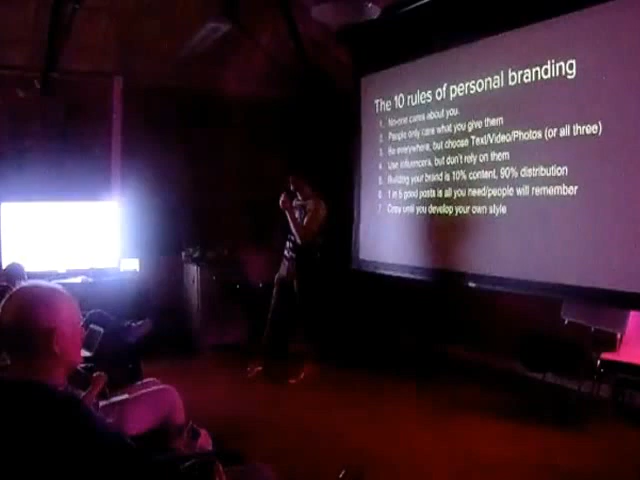 The 10 rules of personal branding
1. No-one cares about you.
2. People only care what you give them
3. Be everywhere, but choose Text/Video/Photos (or all three)
4. Use influencers, but don't rely on them
5. Building your brand is 10% content, 90% distribution
6. 1 in 5 good posts is all you need/people will remember
7. Copy until you develop your own style